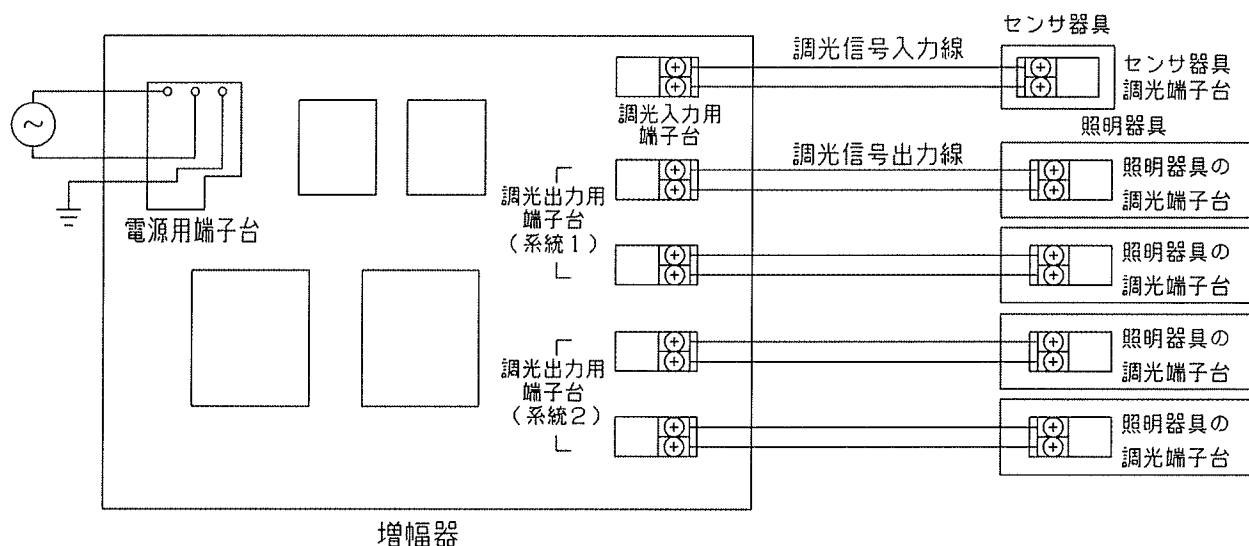 センサ器具
調光信号入力線
センサ器具
調光端子台
調光入力用
端子台
照明器具
調光信号出力線
照明器具の
調光端子台
調光出力用
端子台
(系統1)
電源用端子台
照明器具の
調光端子台
照明器具の
調光端子台
調光出力用
端子台
(系統2)
照明器具の
調光端子台
増幅器